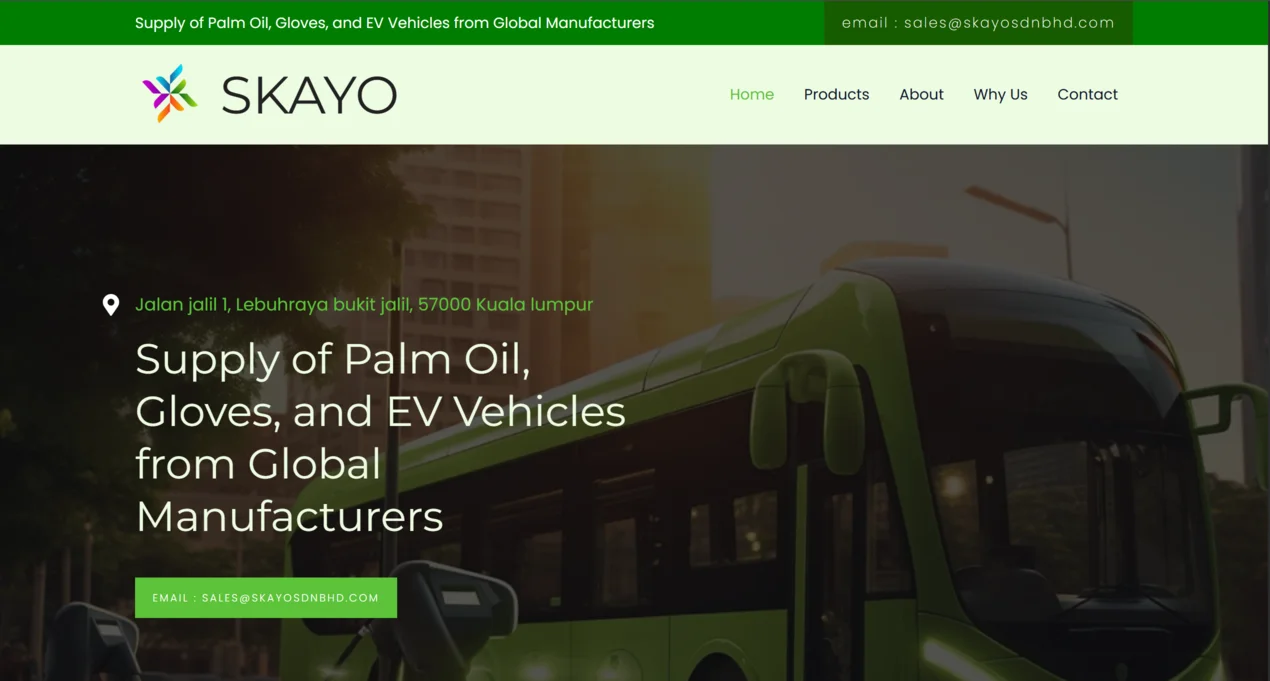 Supply of Palm Oil, Gloves, and EV Vehicles from Global Manufacturers
email : sales@skayosdnbhd.com
SKAYO
Home
Products
About
Why Us
Contact
Jalan jalil 1, Lebuhraya bukit jalil, 57000 Kuala lumpur
Supply of Palm Oil,
Gloves, and EV Vehicles
from Global
Manufacturers
EMAIL : SALES@SKAYOSDNBHD.COM